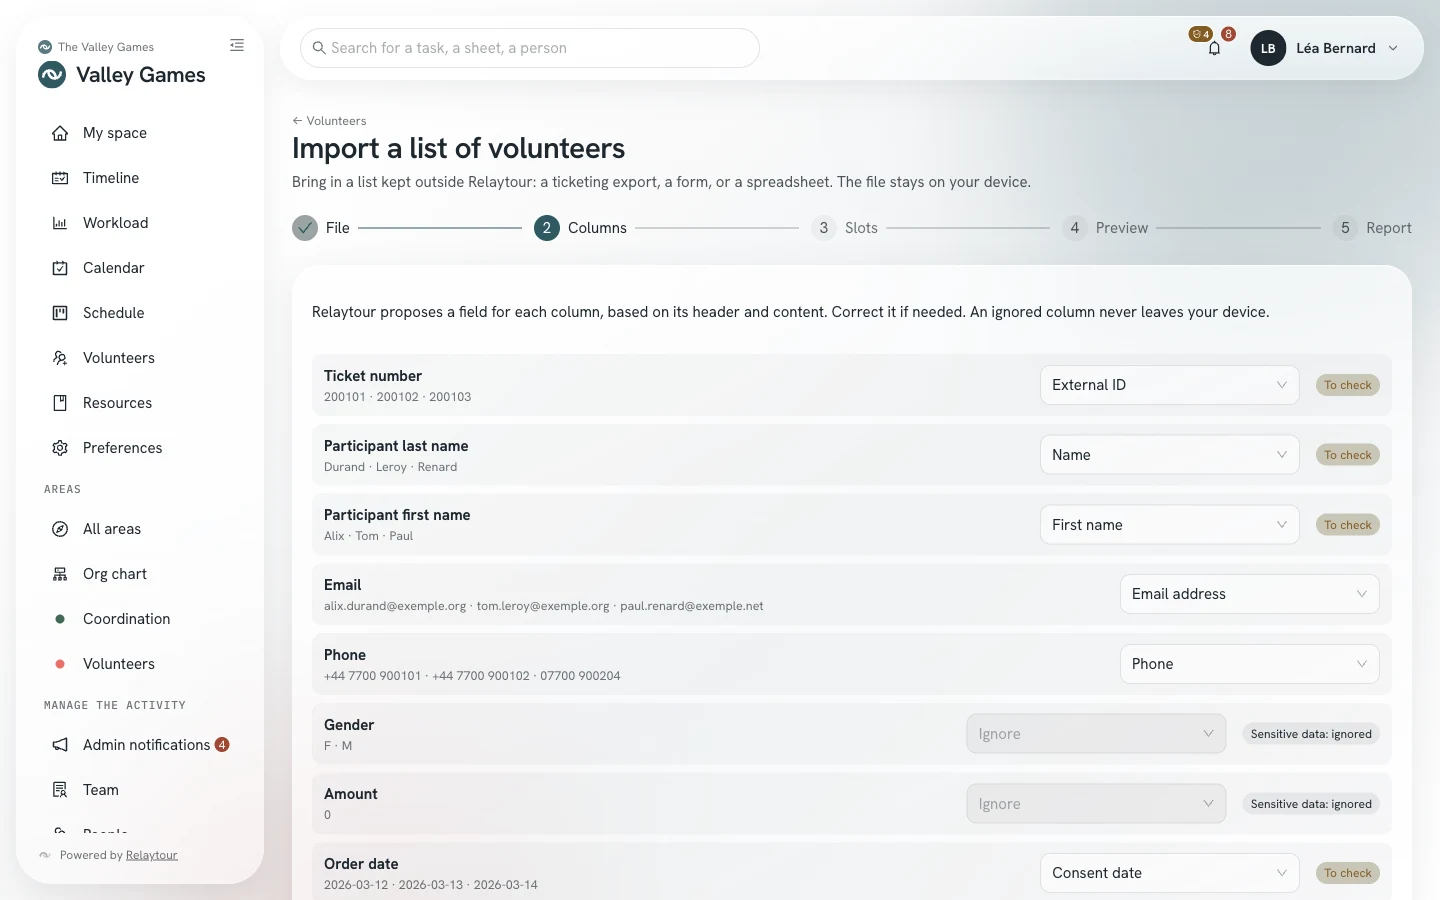 The Valley Games
Valley Games
My space
Timeline
Workload
Calendar
Schedule
Volunteers
Resources
Preferences
AREAS
All areas
Org chart
Coordination
Volunteers
MANAGE THE ACTIVITY
Admin notifications 4
Team
Powered by Relaytour
Search for a task, a sheet, a person
4
8
LB
Léa Bernard
← Volunteers
Import a list of volunteers
Bring in a list kept outside Relaytour: a ticketing export, a form, or a spreadsheet. The file stays on your device.
File
2 Columns
3 Slots
4 Preview
5 Report
Relaytour proposes a field for each column, based on its header and content. Correct it if needed. An ignored column never leaves your device.
Ticket number
200101 · 200102 · 200103
External ID
To check
Participant last name
Durand · Leroy · Renard
Name
To check
Participant first name
Alix · Tom · Paul
First name
To check
Email
alix.durand@exemple.org · tom.leroy@exemple.org · paul.renard@exemple.net
Email address
Phone
+44 7700 900101 · +44 7700 900102 · 07700 900204
Phone
Gender
F · M
Ignore
Sensitive data: ignored
Amount
0
Ignore
Sensitive data: ignored
Order date
2026-03-12 · 2026-03-13 · 2026-03-14
Consent date
To check